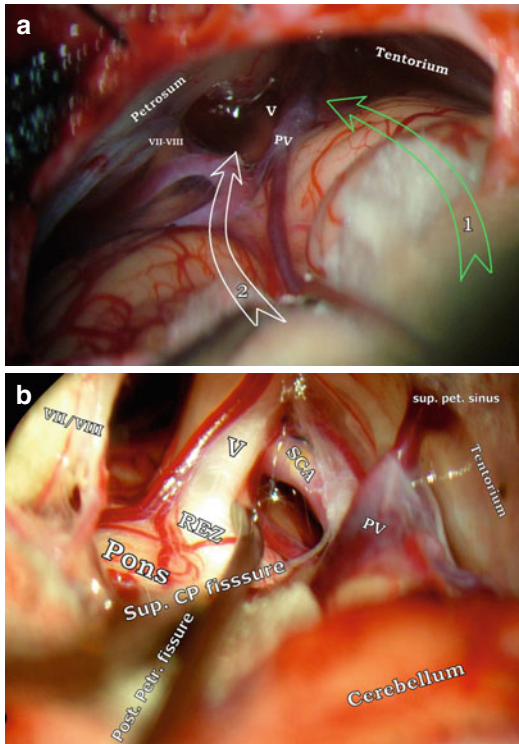 a
Tentorium
Petrosum
V
VII-VIII
PV
1
2
b
sup. pet. sinus
VII/VIII
V
SCA
Tentorium
PV
REZ
Pons
Sup. CP fisssure
Post. Petr. fissure
Cerebellum